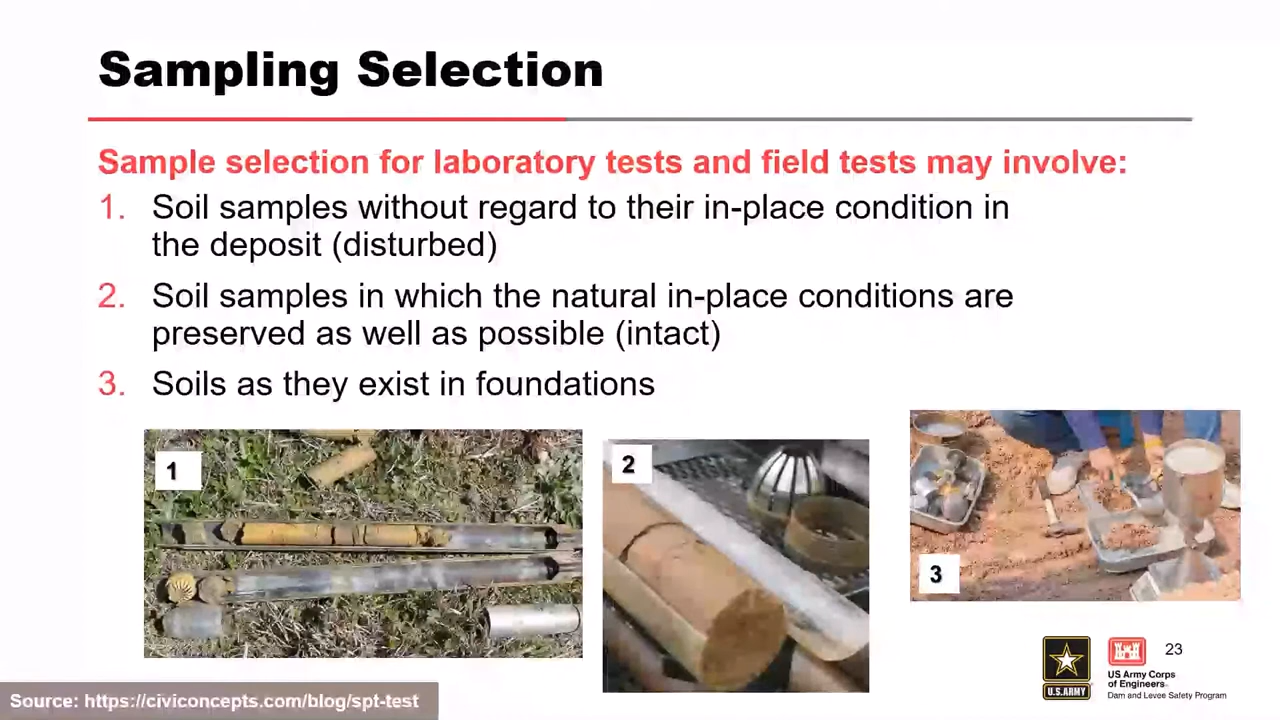 Sampling Selection
Sample selection for laboratory tests and field tests may involve:
1. Soil samples without regard to their in-place condition in
the deposit (disturbed)
2. Soil samples in which the natural in-place conditions are
preserved as well as possible (intact)
3. Soils as they exist in foundations
1
2
3
23
U.S.ARMY
US Army Corps
of Engineers®
Dam and Levee Safety Program
Source: https://civiconcepts.com/blog/spt-test